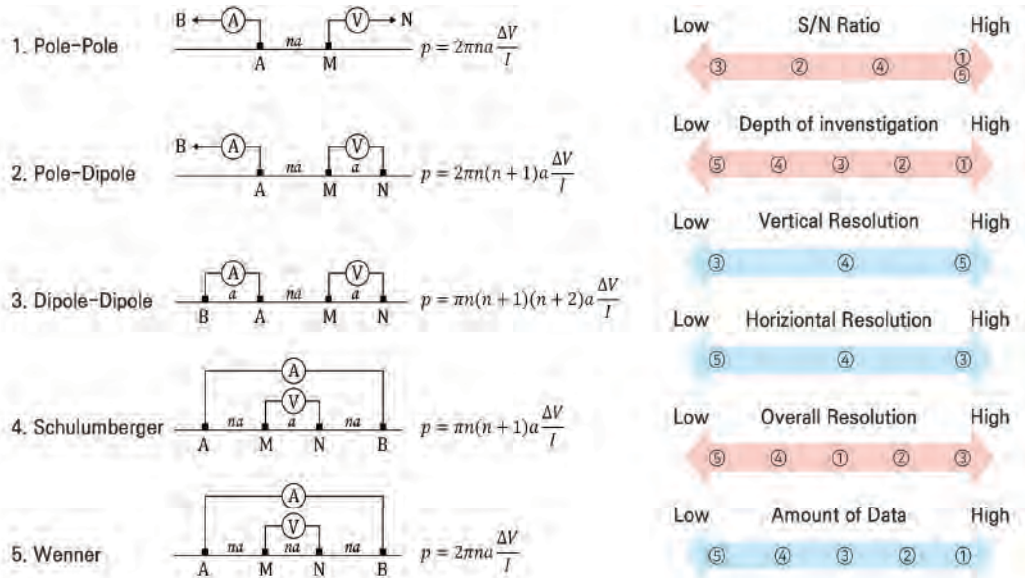 1. Pole-Pole
B A V N
na
A M
p = 2πna ΔV/I
2. Pole-Dipole
B A V
na a
A M N
p = 2πn(n + 1)a ΔV/I
3. Dipole-Dipole
A V
a na a
B A M N
p = πn(n + 1)(n + 2)a ΔV/I
4. Schulumberger
A
V
na a na
A M N B
p = πn(n + 1)a ΔV/I
5. Wenner
A
V
na na na
A M N B
p = 2πna ΔV/I
Low S/N Ratio High
③ ② ④ ① ⑤
Low Depth of invenstigation High
⑤ ④ ③ ② ①
Low Vertical Resolution High
③ ④ ⑤
Low Horiziontal Resolution High
⑤ ④ ③
Low Overall Resolution High
⑤ ④ ① ② ③
Low Amount of Data High
⑤ ④ ③ ② ①